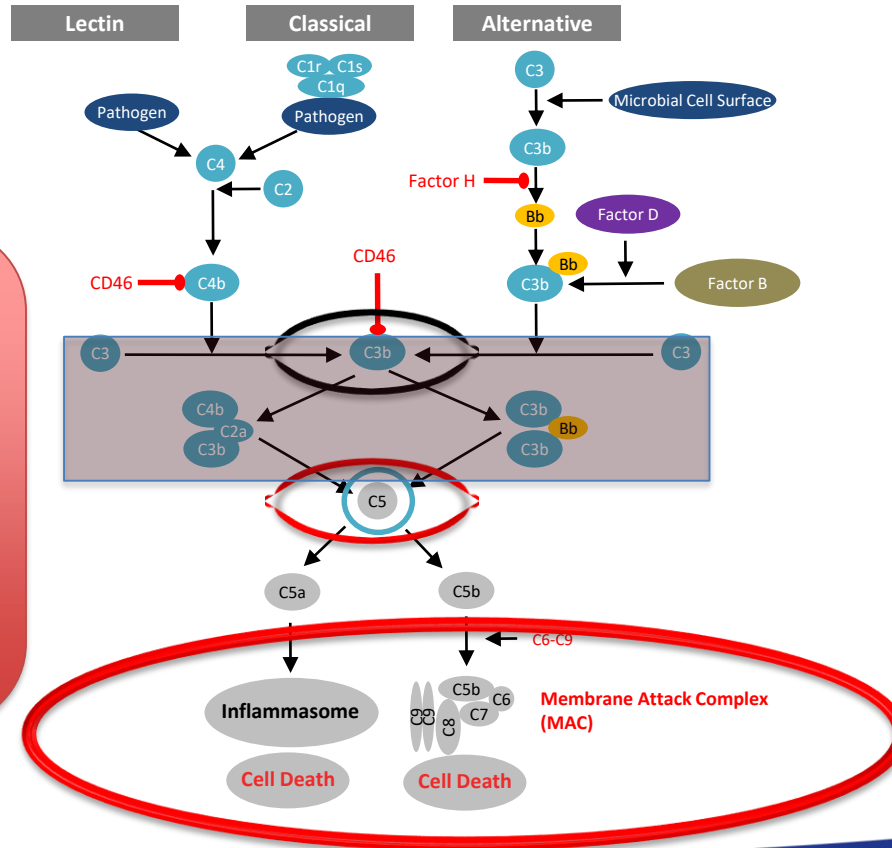 Lectin
Classical
Alternative
C1r
C1s
C1q
Pathogen
Pathogen
C3
Microbial Cell Surface
C4
C3b
C2
Factor H
Bb
Factor D
CD46
C4b
CD46
C3b
Bb
Factor B
C3
C3b
C3
C4b
C2a
C3b
C3b
Bb
C3b
C5
C5a
C5b
C6-C9
Inflammasome
C9
C9
C8
C5b
C6
C7
Membrane Attack Complex
(MAC)
Cell Death
Cell Death